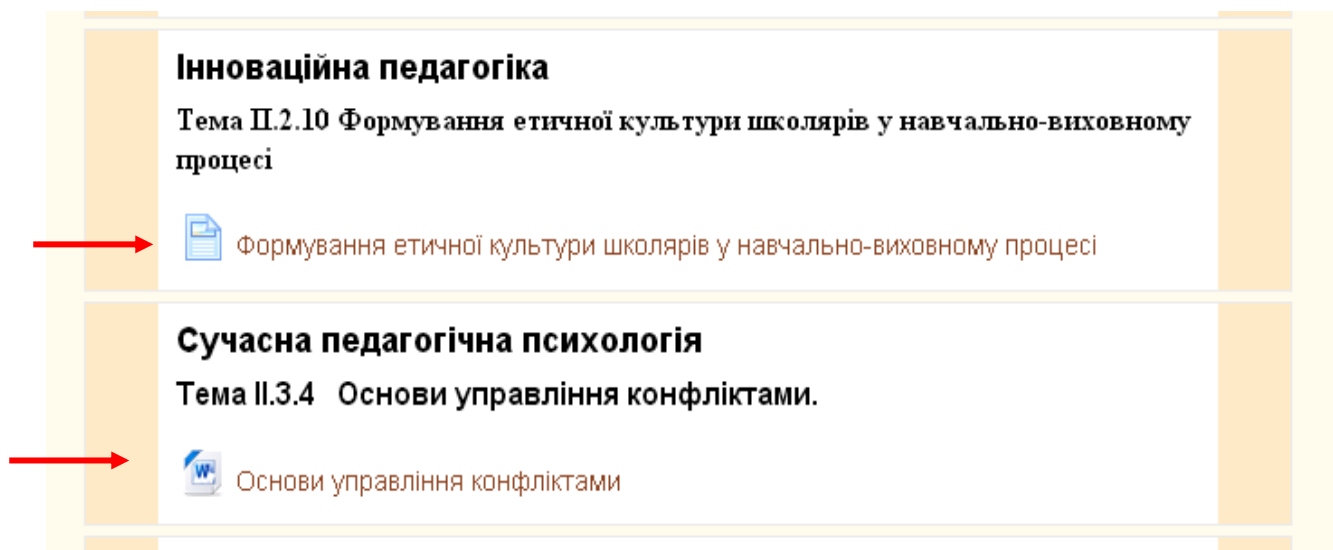 Інноваційна педагогіка
Тема ІІ.2.10 Формування етичної культури школярів у навчально-виховному
процесі
Формування етичної культури школярів у навчально-виховному процесі
Сучасна педагогічна психологія
Тема ІІ.3.4 Основи управління конфліктами.
Основи управління конфліктами